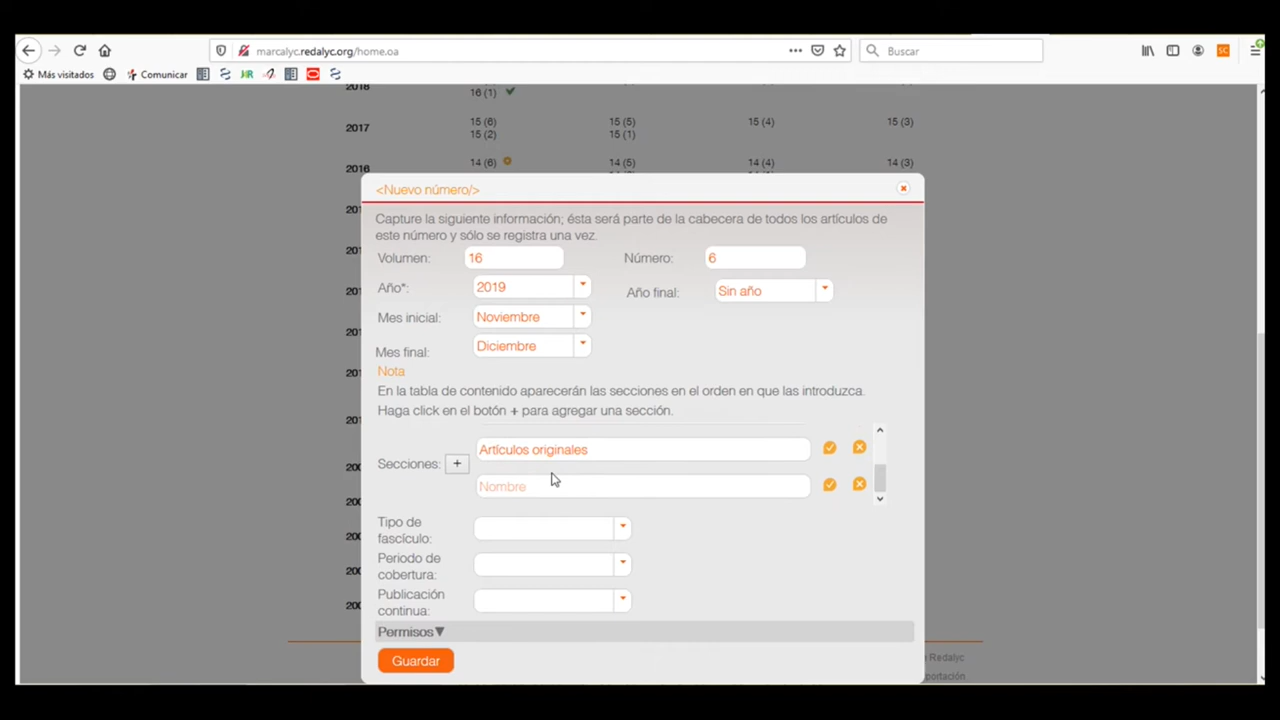 marcalyc.redalyc.org/home.oa
Buscar
Más visitados
Comunicar
2018
16 (1)
2017
15 (6) 15 (5) 15 (4) 15 (3)
15 (2) 15 (1)
2016
14 (6) 14 (5) 14 (4) 14 (3)
<Nuevo número/>
Capture la siguiente información; ésta será parte de la cabecera de todos los artículos de
este número y sólo se registra una vez.
Volumen: 16 Número: 6
Año*: 2019 Año final: Sin año
Mes inicial: Noviembre
Mes final: Diciembre
Nota
En la tabla de contenido aparecerán las secciones en el orden en que las introduzca.
Haga click en el botón + para agregar una sección.
Artículos originales
Secciones: +
Nombre
Tipo de
fascículo:
Periodo de
cobertura:
Publicación
continua:
Permisos▼
Guardar
Redalyc
portación